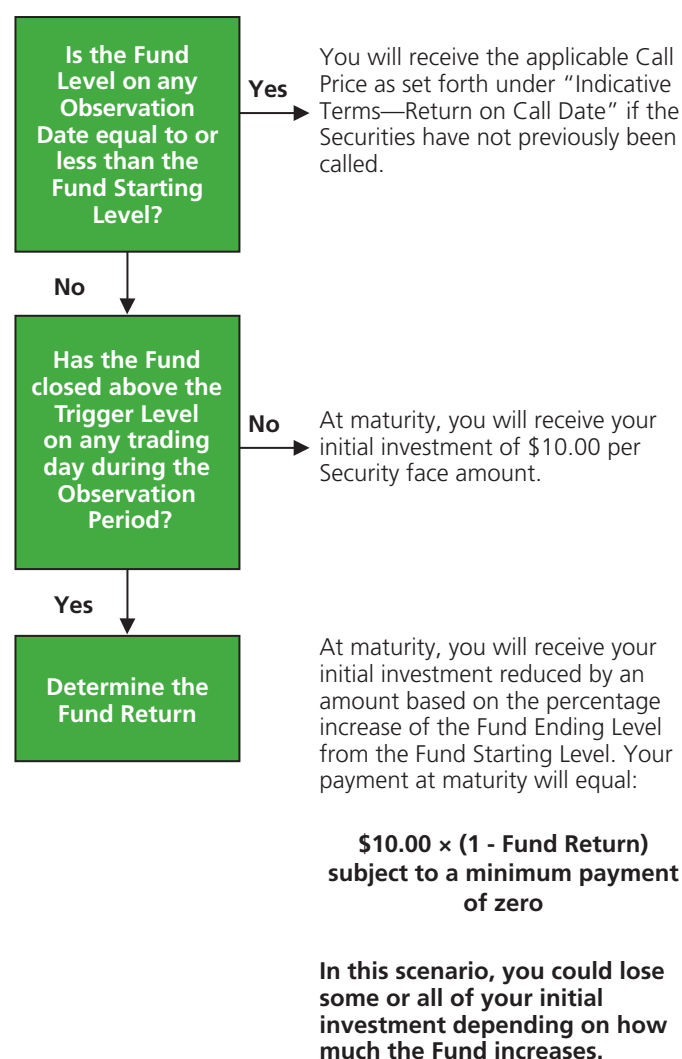 Is the Fund
Level on any
Observation
Date equal to or
less than the
Fund Starting
Level?
Yes
You will receive the applicable Call
Price as set forth under “Indicative
Terms—Return on Call Date” if the
Securities have not previously been
called.
No
Has the Fund
closed above the
Trigger Level
on any trading
day during the
Observation
Period?
No
At maturity, you will receive your
initial investment of $10.00 per
Security face amount.
Yes
Determine the
Fund Return
At maturity, you will receive your
initial investment reduced by an
amount based on the percentage
increase of the Fund Ending Level
from the Fund Starting Level. Your
payment at maturity will equal:
$10.00 × (1 - Fund Return)
subject to a minimum payment
of zero
In this scenario, you could lose
some or all of your initial
investment depending on how
much the Fund increases.